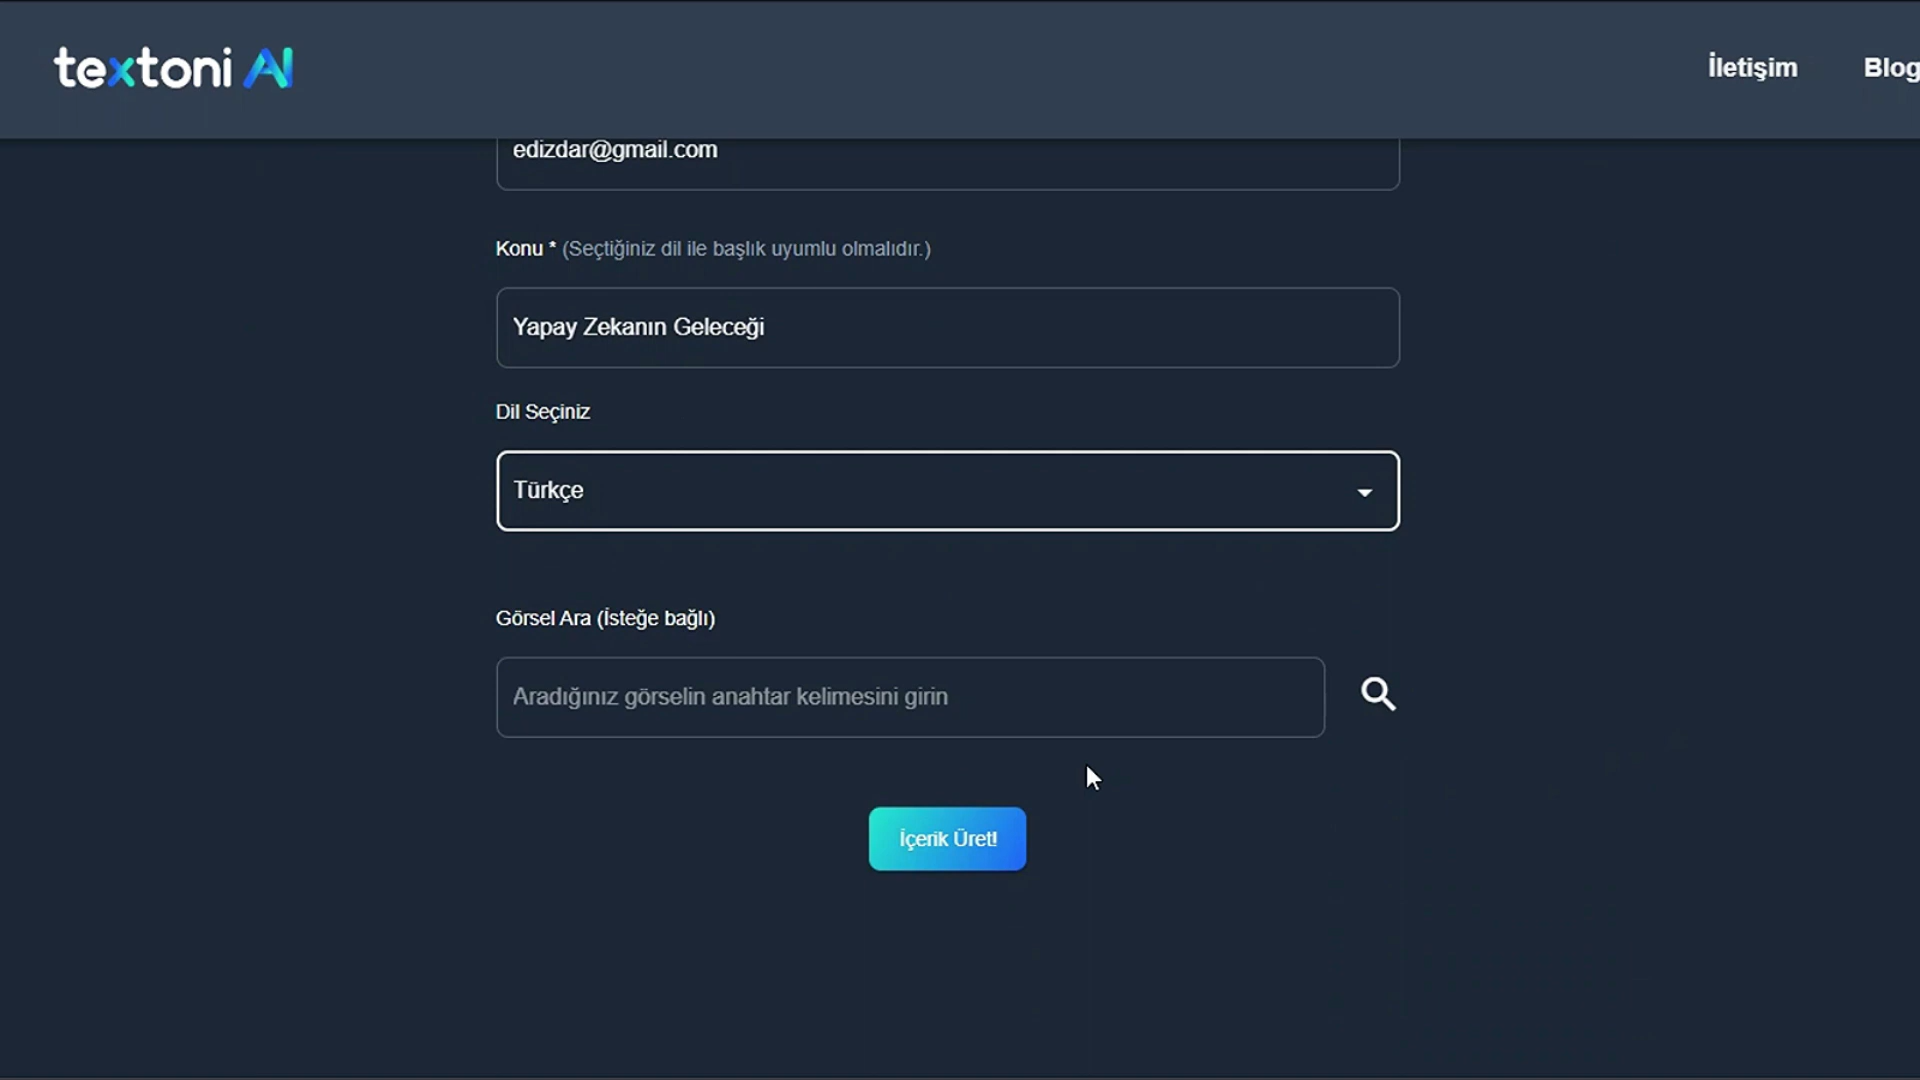 textoni AI
İletişim
Blog
edizdar@gmail.com
Konu * (Seçtiğiniz dil ile başlık uyumlu olmalıdır.)
Yapay Zekanın Geleceği
Dil Seçiniz
Türkçe
Görsel Ara (İsteğe bağlı)
Aradığınız görselin anahtar kelimesini girin
İçerik Üret!